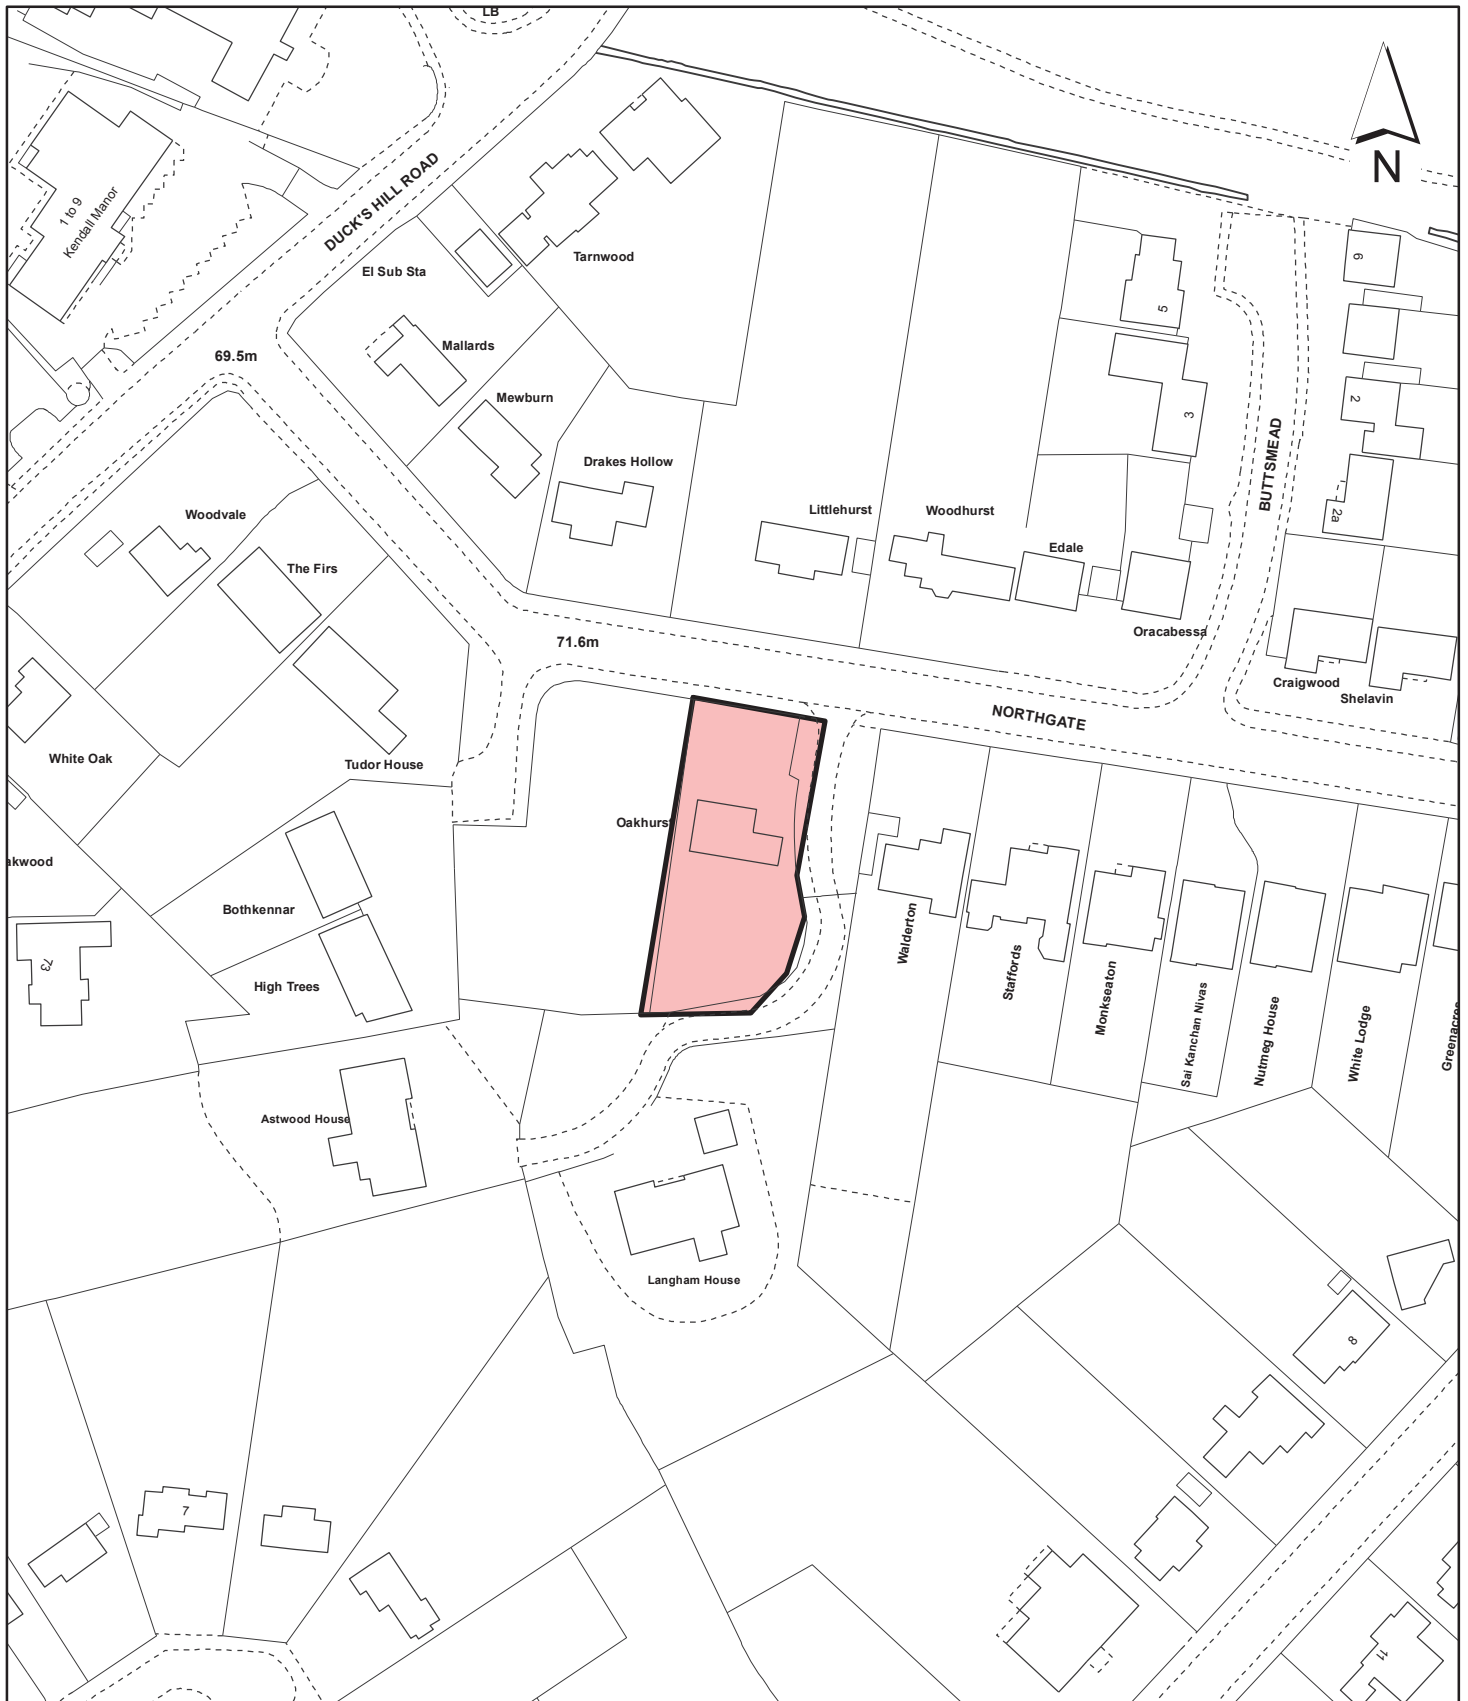 LB
N
DUCK'S HILL ROAD
1 to 9
Kendall Manor
Tarnwood
El Sub Sta
6
5
Mallards
69.5m
Mewburn
2
3
BUTTSMEAD
Drakes Hollow
Woodvale
Littlehurst
Woodhurst
2a
Edale
The Firs
Oracabessa
71.6m
Craigwood
Shelavin
NORTHGATE
White Oak
Tudor House
Oakhurst
akwood
Bothkennar
Walderton
73
High Trees
Staffords
Monkseaton
Sai Kanchan Nivas
Nutmeg House
White Lodge
Greenacre
Astwood House
Langham House
8
7
11